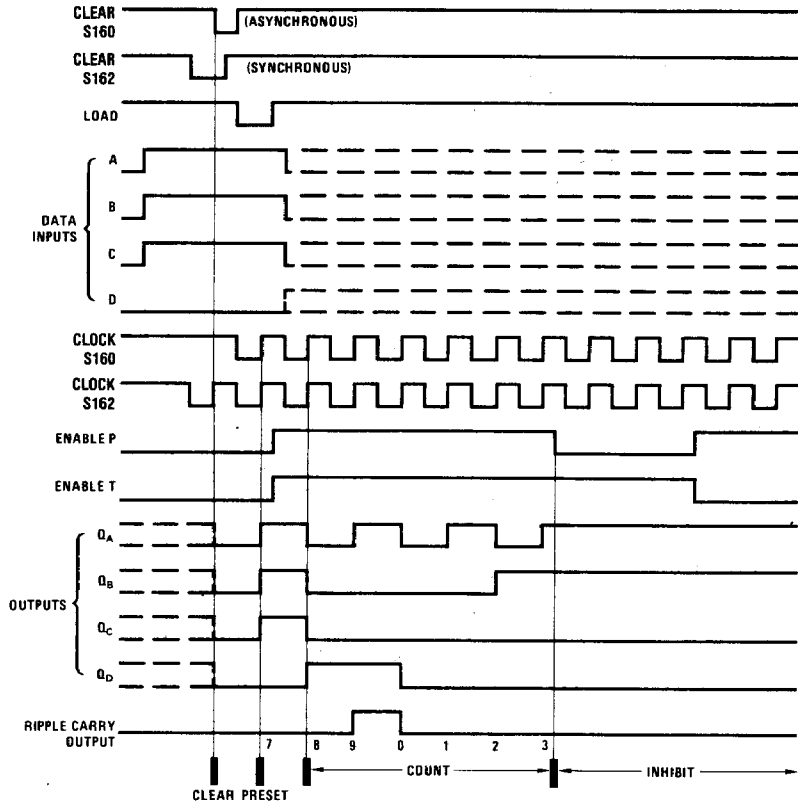 CLEAR
S160
(ASYNCHRONOUS)
CLEAR
S162
(SYNCHRONOUS)
LOAD
A
B
DATA
INPUTS
C
D
CLOCK
S160
CLOCK
S162
ENABLE P
ENABLE T
QA
QB
OUTPUTS
QC
QD
RIPPLE CARRY
OUTPUT
7 8 9 0 1 2 3
COUNT INHIBIT
CLEAR PRESET